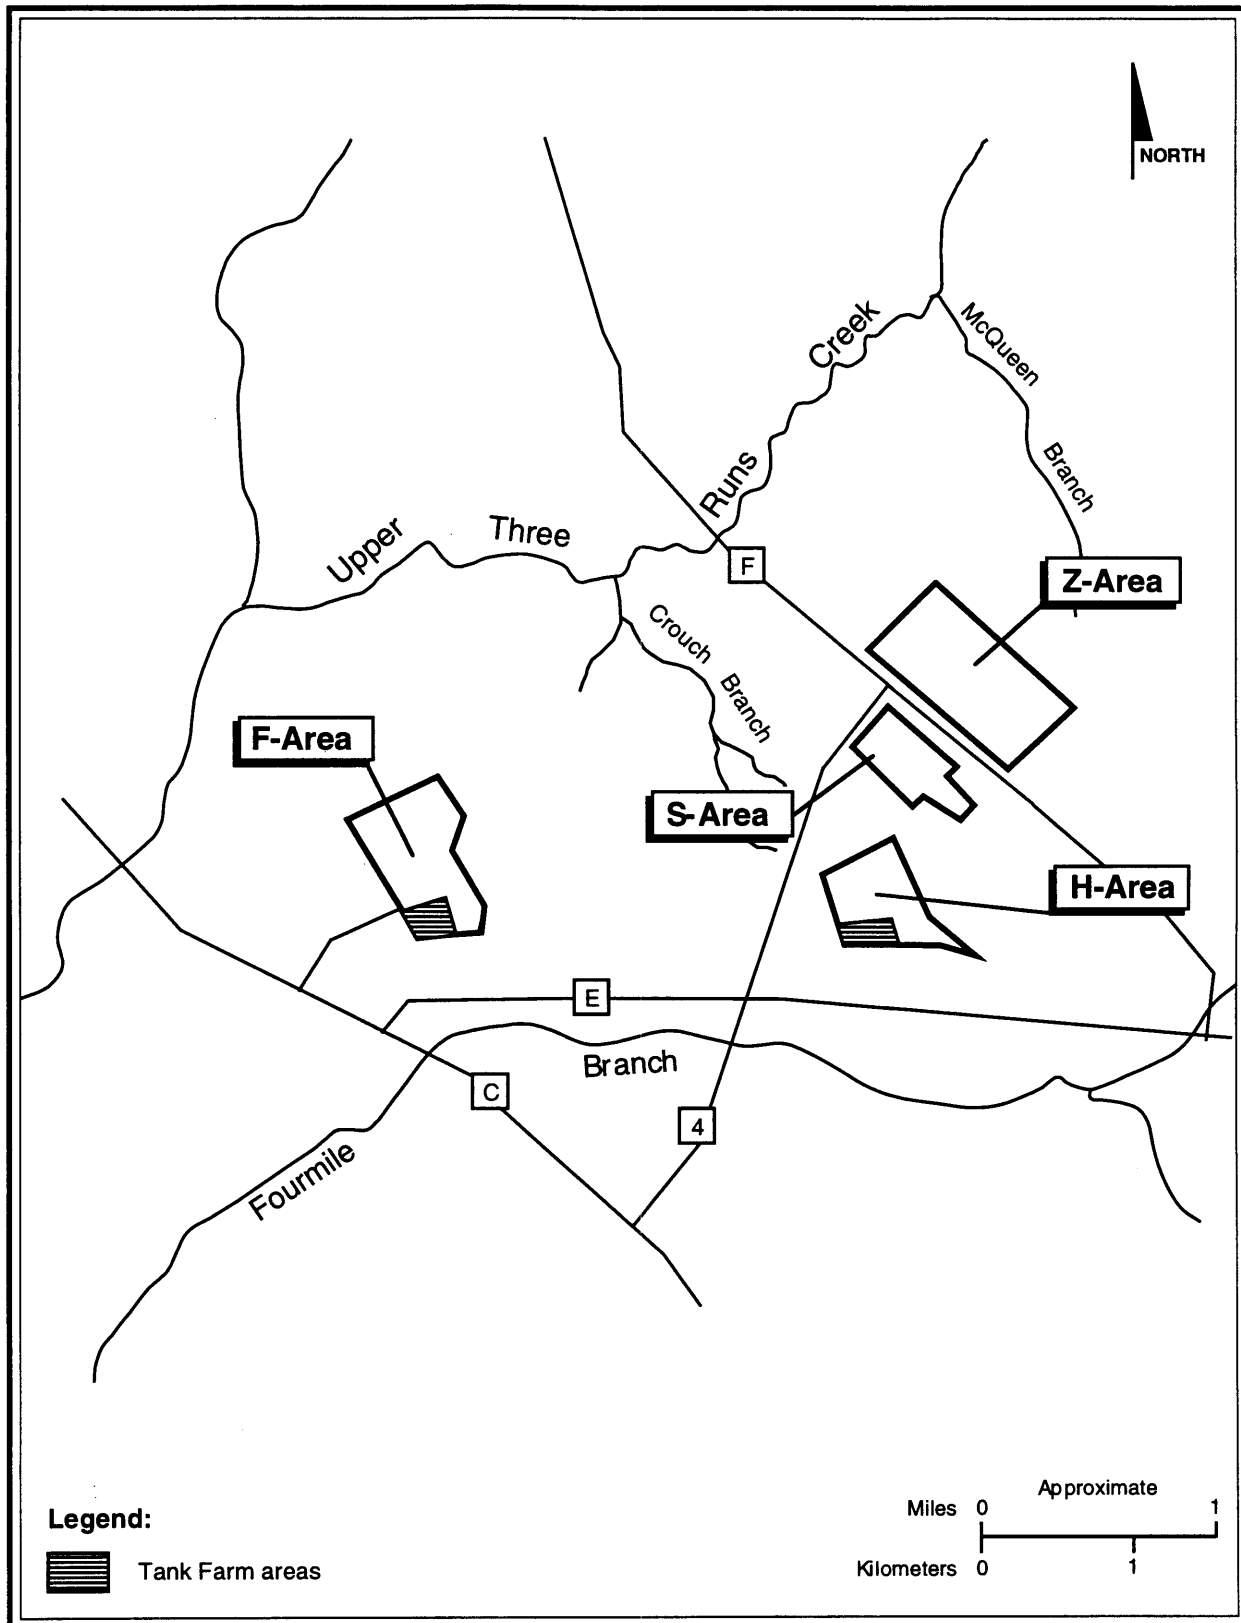 NORTH
Creek
McQueen
Runs
Branch
Upper
Three
F
Z-Area
Crouch
Branch
F-Area
S-Area
H-Area
E
Branch
C
4
Fourmile
Approximate
Miles 0 1
Legend:
Kilometers 0 1
Tank Farm areas